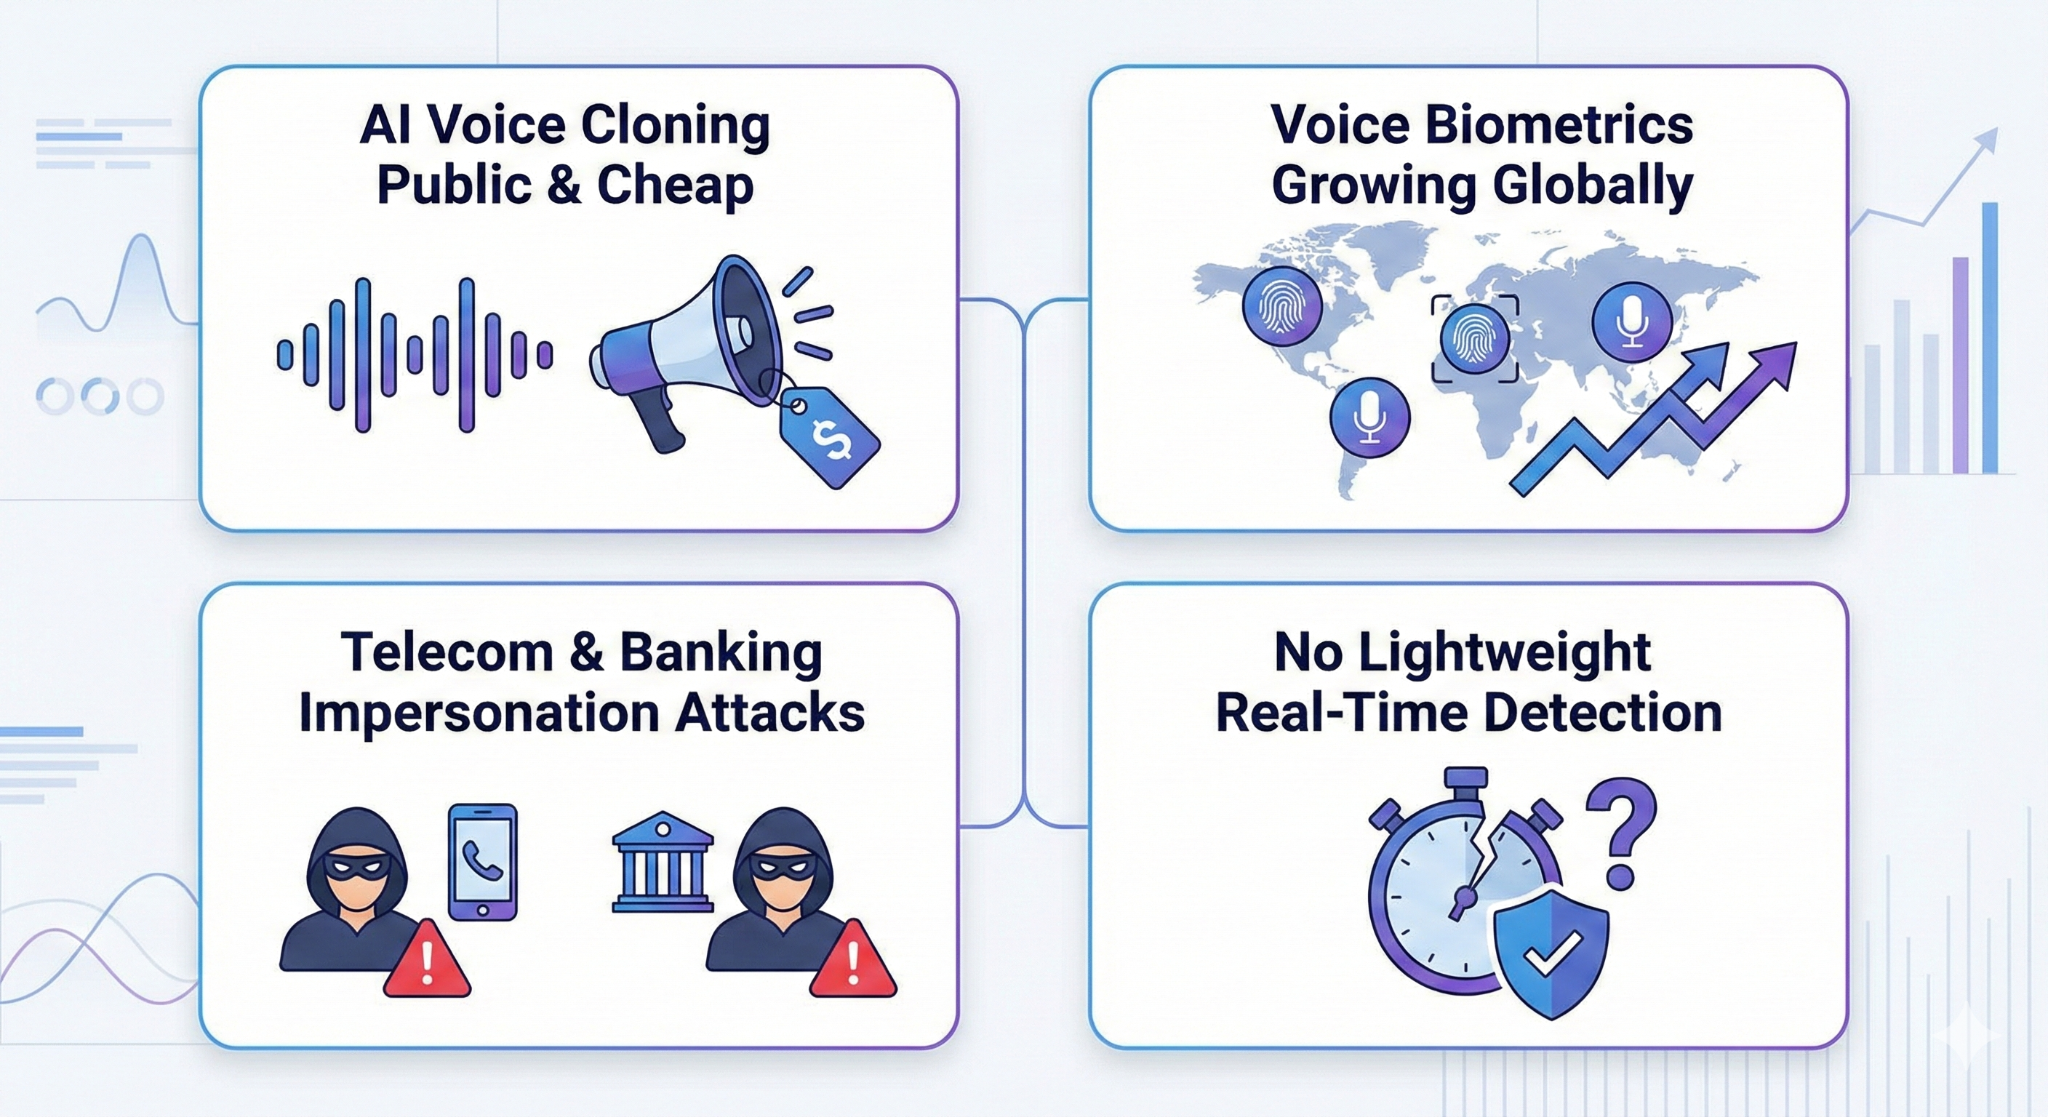 AI Voice Cloning
Public & Cheap
$
Voice Biometrics
Growing Globally
Telecom & Banking
Impersonation Attacks
!
!
No Lightweight
Real-Time Detection
?